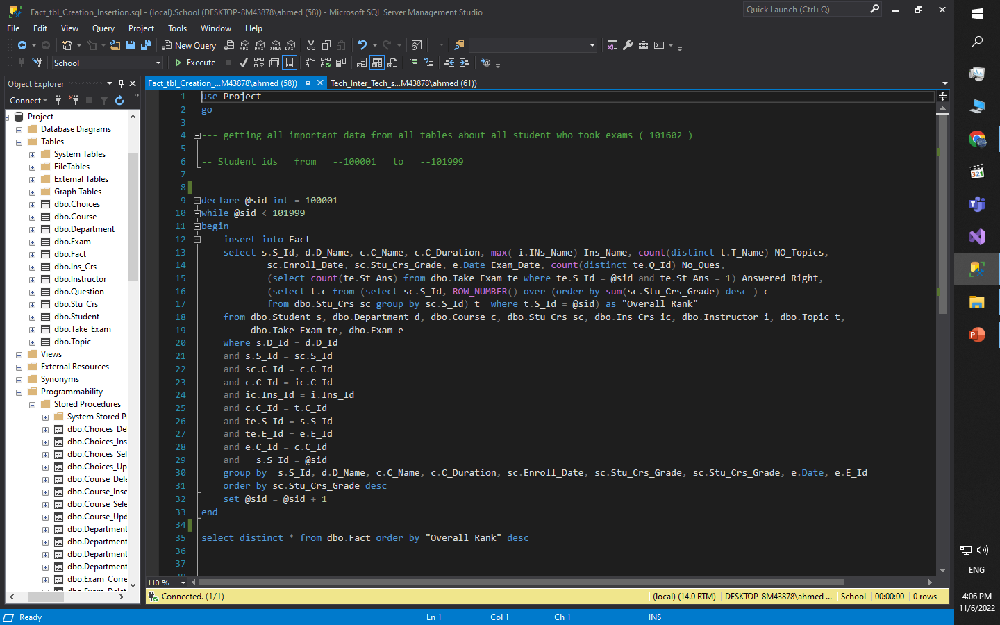 Fact_tbl_Creation_Insertion.sql - (local).School (DESKTOP-8M43878\ahmed (58)) - Microsoft SQL Server Management Studio
Quick Launch (Ctrl+Q)
File Edit View Query Project Tools Window Help
New Query MDX DMX XMLA DAX
School Execute
Object Explorer
Connect
Project
Database Diagrams
Tables
System Tables
FileTables
External Tables
Graph Tables
dbo.Choices
dbo.Course
dbo.Department
dbo.Exam
dbo.Fact
dbo.Ins_Crs
dbo.Instructor
dbo.Question
dbo.Stu_Crs
dbo.Student
dbo.Take_Exam
dbo.Topic
Views
External Resources
Synonyms
Programmability
Stored Procedures
System Stored P
dbo.Choices_De
dbo.Choices_Ins
dbo.Choices_Sel
dbo.Choices_Up
dbo.Course_Dele
dbo.Course_Inse
dbo.Course_Sele
dbo.Course_Upd
dbo.Department
dbo.Department
dbo.Department
dbo.Department
dbo.Exam_Corre
Fact_tbl_Creation_...M43878\ahmed (58)) Tech_Inter_Tech_s...M43878\ahmed (61))
1 use Project
2 go
3
4 --- getting all important data from all tables about all student who took exams ( 101602 )
5
6 -- Student ids   from   --100001   to   --101999
7
8
9 declare @sid int = 100001
10 while @sid < 101999
11 begin
12 insert into Fact
13 select s.S_Id, d.D_Name, c.C_Name, c.C_Duration, max( i.INs_Name) Ins_Name, count(distinct t.T_Name) NO_Topics,
14 sc.Enroll_Date, sc.Stu_Crs_Grade, e.Date Exam_Date, count(distinct te.Q_Id) No_Ques,
15 (select count(te.St_Ans) from dbo.Take_Exam te where te.S_Id = @sid and te.St_Ans = 1) Answered_Right,
16 (select t.c from (select sc.S_Id, ROW_NUMBER() over (order by sum(sc.Stu_Crs_Grade) desc ) c
17 from dbo.Stu_Crs sc group by sc.S_Id) t  where t.S_Id = @sid) as "Overall Rank"
18 from dbo.Student s, dbo.Department d, dbo.Course c, dbo.Stu_Crs sc, dbo.Ins_Crs ic, dbo.Instructor i, dbo.Topic t,
19 dbo.Take_Exam te, dbo.Exam e
20 where s.D_Id = d.D_Id
21 and s.S_Id = sc.S_Id
22 and sc.C_Id = c.C_Id
23 and c.C_Id = ic.C_Id
24 and ic.Ins_Id = i.Ins_Id
25 and c.C_Id = t.C_Id
26 and te.S_Id = s.S_Id
27 and te.E_Id = e.E_Id
28 and e.C_Id = c.C_Id
29 and   s.S_Id = @sid
30 group by  s.S_Id, d.D_Name, c.C_Name, c.C_Duration, sc.Enroll_Date, sc.Stu_Crs_Grade, sc.Stu_Crs_Grade, e.Date, e.E_Id
31 order by sc.Stu_Crs_Grade desc
32 set @sid = @sid + 1
33 end
34
35 select distinct * from dbo.Fact order by "Overall Rank" desc
36
37
110 %
Connected. (1/1) (local) (14.0 RTM) DESKTOP-8M43878\ahmed ... School 00:00:00 0 rows
Ready Ln 1 Col 1 Ch 1 INS
321
ENG
4:06 PM
11/6/2022